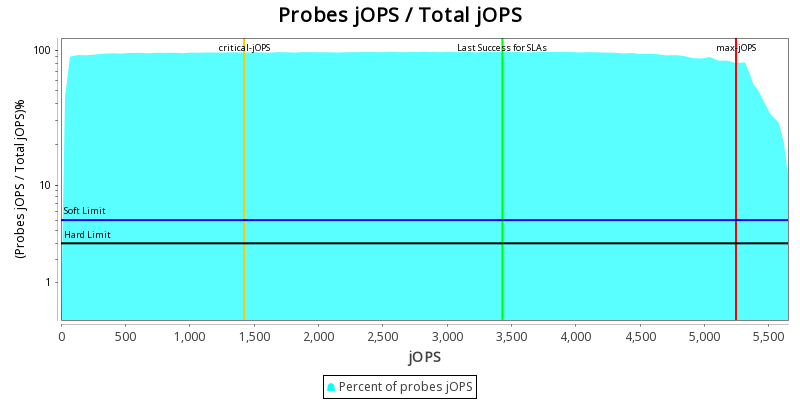 Probes jOPS / Total jOPS
(Probes jOPS / Total jOPS)%
100
10
1
critical-jOPS
Last Success for SLAs
max-jOPS
Soft Limit
Hard Limit
0 500 1,000 1,500 2,000 2,500 3,000 3,500 4,000 4,500 5,000 5,500
jOPS
Percent of probes jOPS